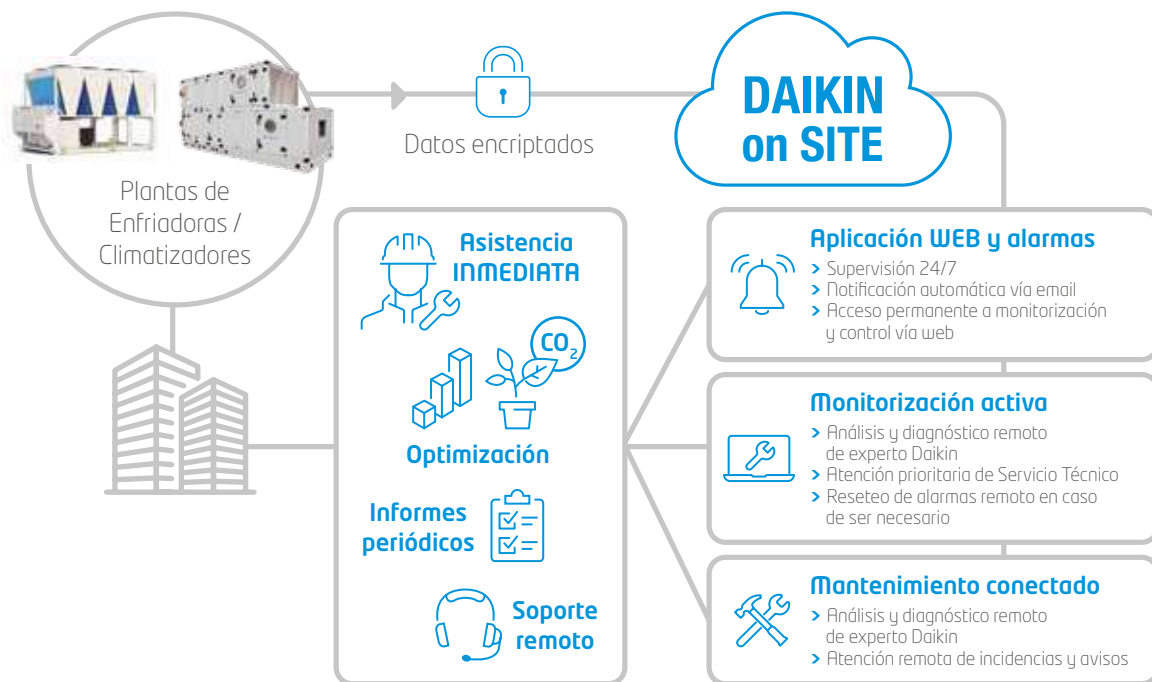 DAIKIN
on SITE
Datos encriptados
Plantas de
Enfriadoras /
Climatizadores
Asistencia
INMEDIATA
CO2
Optimización
Informes
periódicos
Soporte
remoto
Aplicación WEB y alarmas
> Supervisión 24/7
> Notificación automática vía email
> Acceso permanente a monitorización
y control vía web
Monitorización activa
> Análisis y diagnóstico remoto
de experto Daikin
> Atención prioritaria de Servicio Técnico
> Reseteo de alarmas remoto en caso
de ser necesario
Mantenimiento conectado
> Análisis y diagnóstico remoto
de experto Daikin
> Atención remota de incidencias y avisos